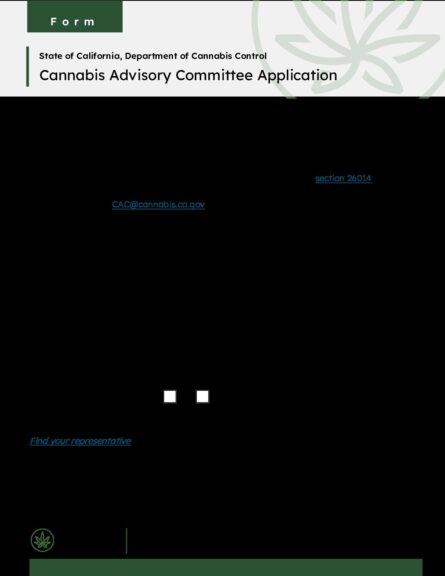 Form
State of California, Department of Cannabis Control
Cannabis Advisory Committee Application
section 26014
CAC@cannabis.ca.gov
Find your representative